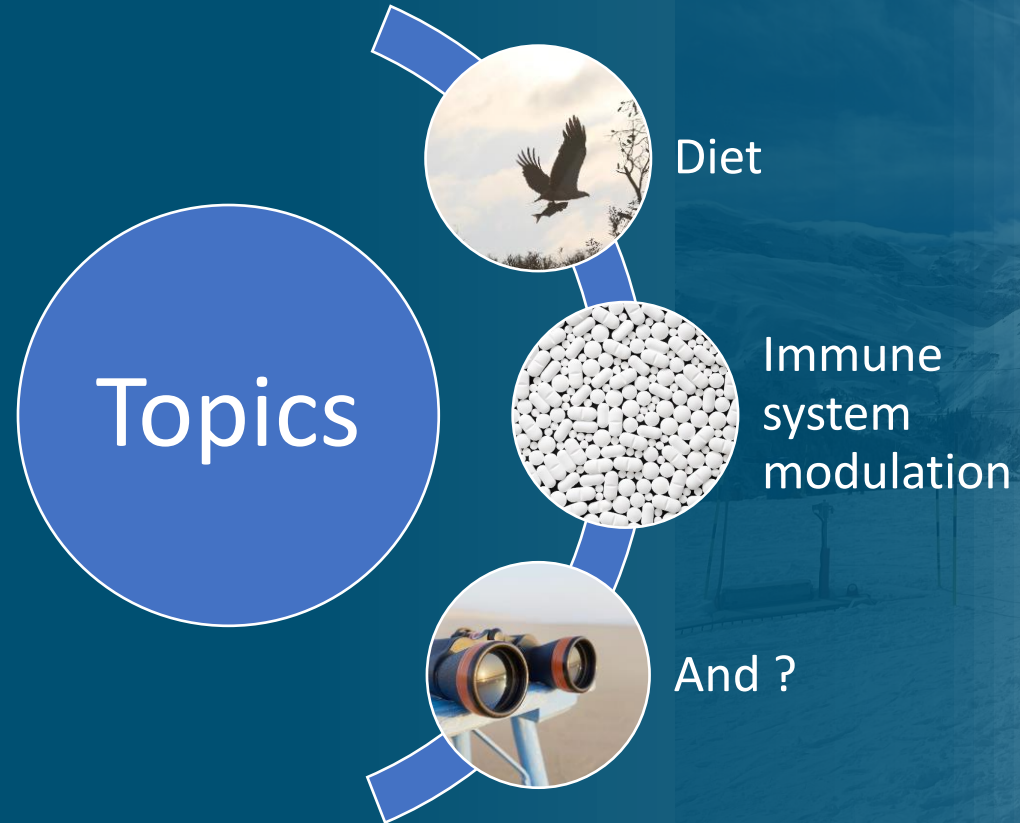 Topics
Diet
Immune
system
modulation
And ?